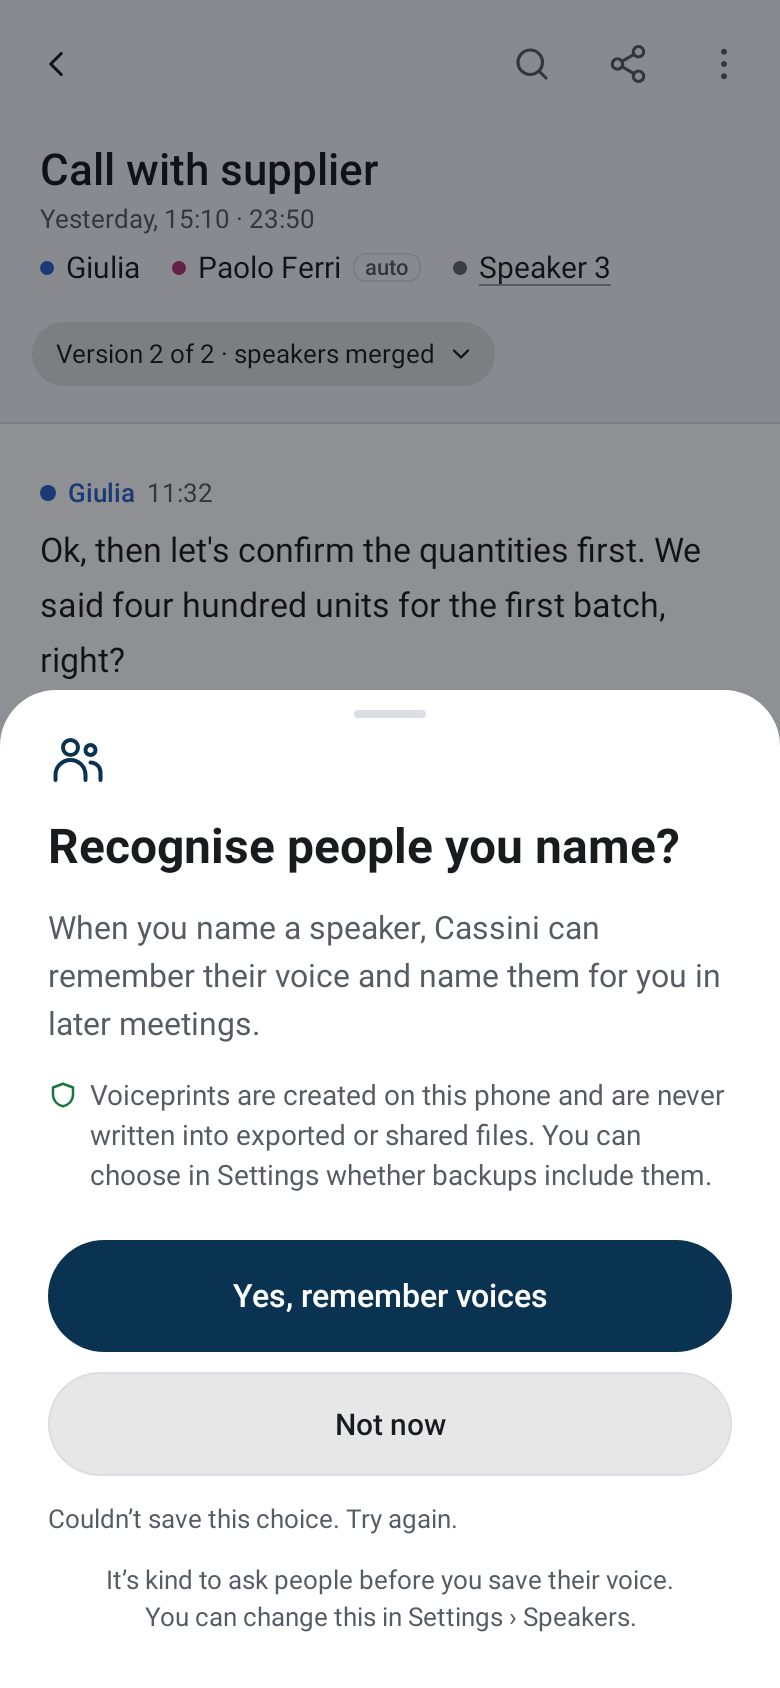 Call with supplier
Yesterday, 15:10 · 23:50
Giulia Paolo Ferri auto Speaker 3
Version 2 of 2 · speakers merged
Giulia 11:32
Ok, then let's confirm the quantities first. We
said four hundred units for the first batch,
right?
Recognise people you name?
When you name a speaker, Cassini can
remember their voice and name them for you in
later meetings.
Voiceprints are created on this phone and are never
written into exported or shared files. You can
choose in Settings whether backups include them.
Yes, remember voices
Not now
Couldn’t save this choice. Try again.
It’s kind to ask people before you save their voice.
You can change this in Settings › Speakers.